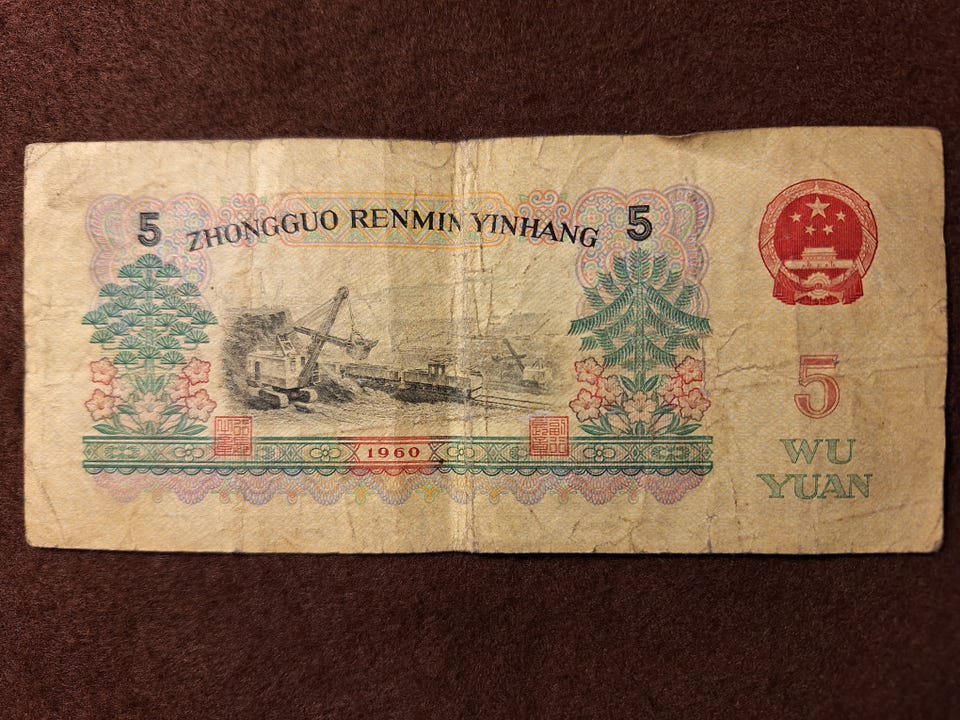 5 ZHONGGUO RENMIN YINHANG 5
5
1960
WU
YUAN